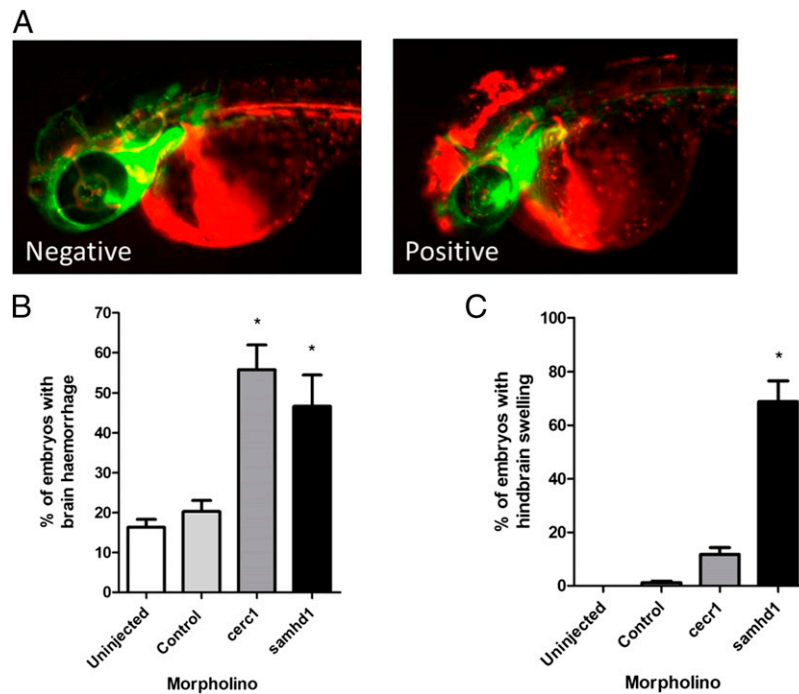 A
Negative
Positive
B
% of embryos with
brain haemorrhage
70
60
50
40
30
20
10
0
*
*
Uninjected
Control
cerc1
samhd1
Morpholino
C
% of embryos with
hindbrain swelling
100
80
60
40
20
0
*
Uninjected
Control
cecr1
samhd1
Morpholino